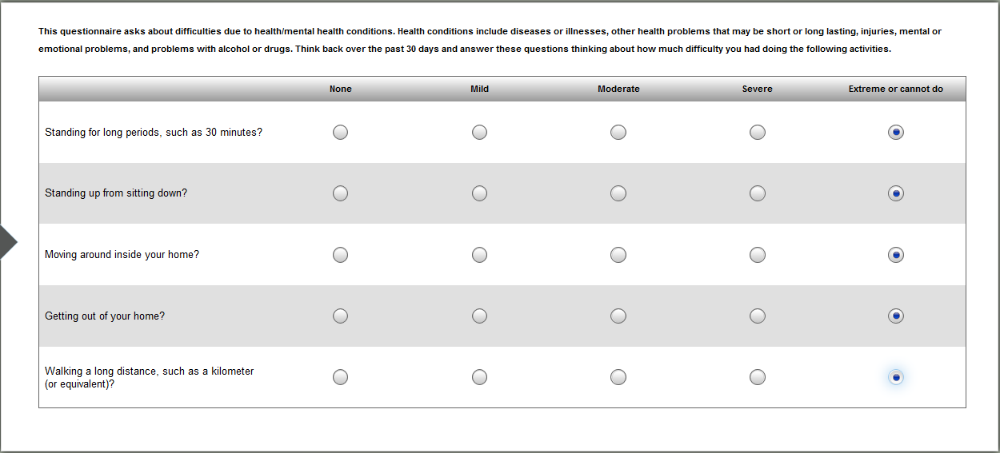 This questionnaire asks about difficulties due to health/mental health conditions. Health conditions include diseases or illnesses, other health problems that may be short or long lasting, injuries, mental or
emotional problems, and problems with alcohol or drugs. Think back over the past 30 days and answer these questions thinking about how much difficulty you had doing the following activities.
None Mild Moderate Severe Extreme or cannot do
Standing for long periods, such as 30 minutes?
Standing up from sitting down?
Moving around inside your home?
Getting out of your home?
Walking a long distance, such as a kilometer
(or equivalent)?